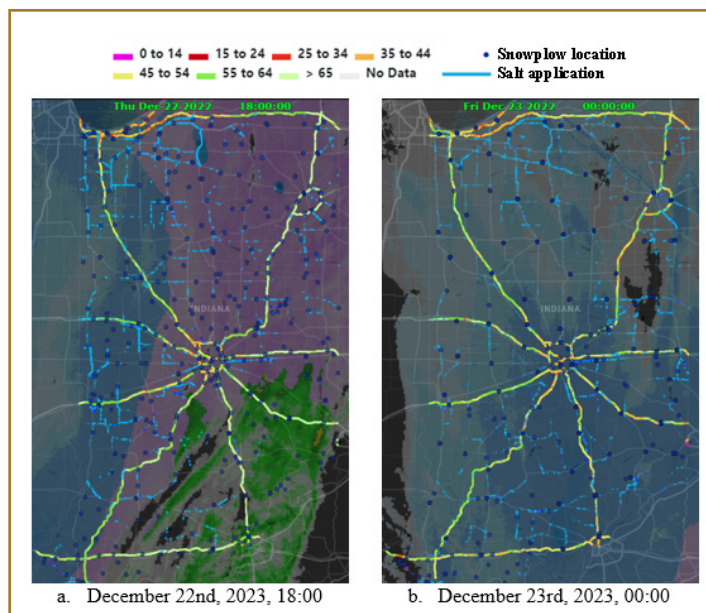 0 to 14 15 to 24 25 to 34 35 to 44 Snowplow location
45 to 54 55 to 64 > 65 No Data Salt application
Thu Dec 22 2022 18:00:00 Fri Dec 23 2022 00:00:00
INDIANA INDIANA
a. December 22nd, 2023, 18:00 b. December 23rd, 2023, 00:00